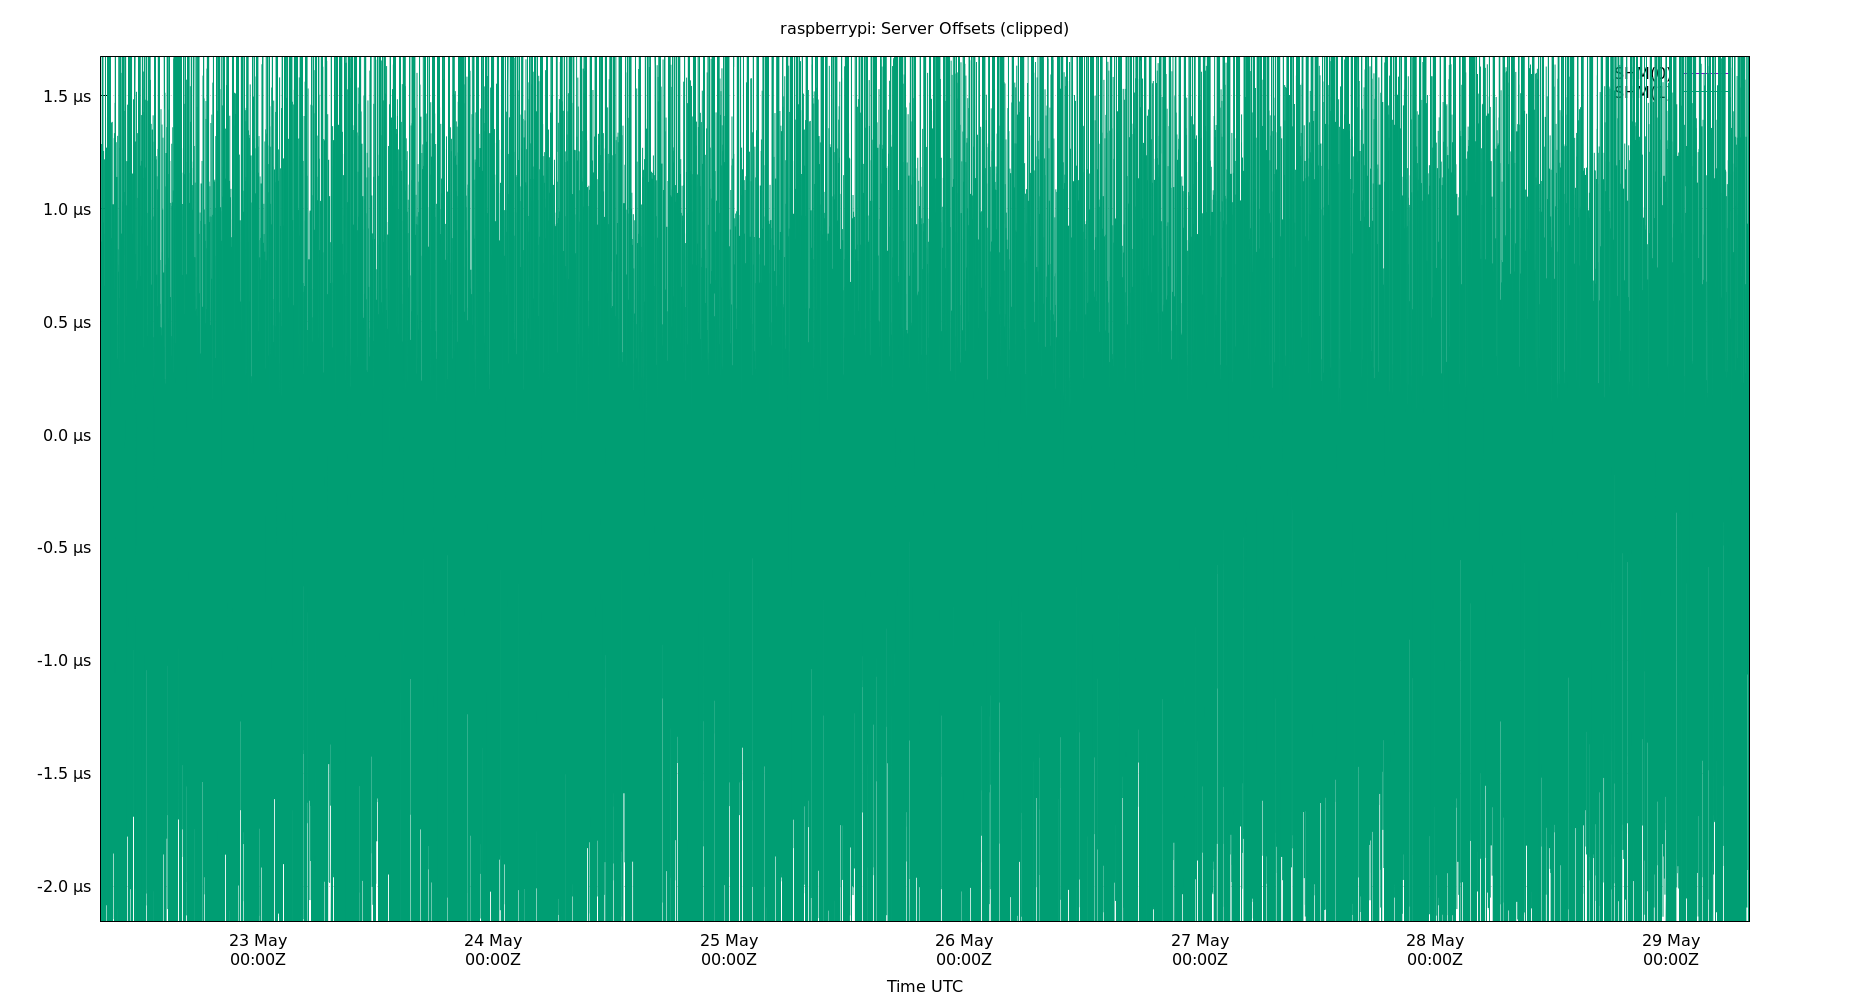 raspberrypi: Server Offsets (clipped)
SHM(0)
1.5 µs
1.0 µs
0.5 µs
0.0 µs
-0.5 µs
-1.0 µs
-1.5 µs
-2.0 µs
23 May
00:00Z
24 May
00:00Z
25 May
00:00Z
26 May
00:00Z
27 May
00:00Z
28 May
00:00Z
29 May
00:00Z
Time UTC